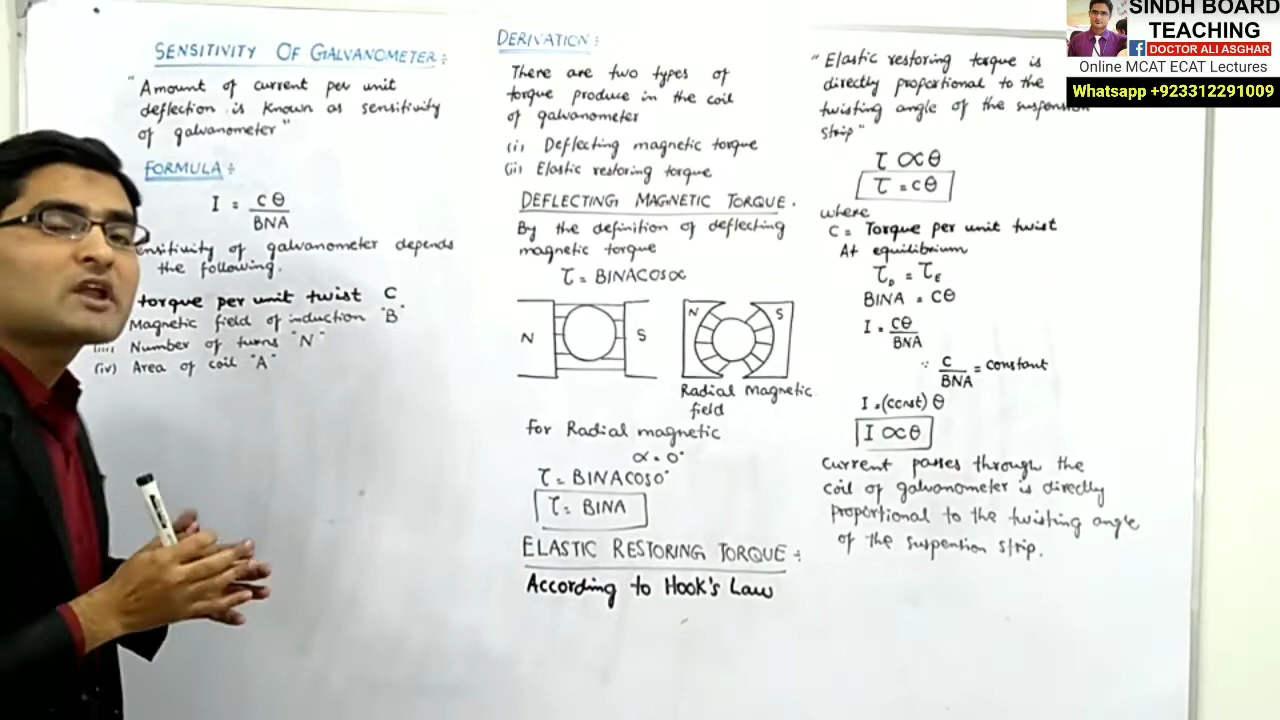 SENSITIVITY OF GALVANOMETER:
" Amount of current per unit
deflection is known as sensitivity
of galvanometer"
FORMULA:
I = cθ
BNA
ensitivity of galvanometer depends
the following.
torque per unit twist C
Magnetic field of induction "B"
(iii) Number of turns "N"
(iv) Area of coil "A"
DERIVATION:
There are two types of
torque produce in the coil
of galvanometer
(i) Deflecting magnetic torque
(ii) Elastic restoring torque
DEFLECTING MAGNETIC TORQUE.
By the definition of deflecting
magnetic torque
τ = BINACOSα
N S
N S
Radial Magnetic
field
for Radial magnetic
α = 0°
τ = BINACOS0°
τ = BINA
ELASTIC RESTORING TORQUE:
According to Hook's Law
" Elastic restoring torque is
directly proportional to the
twisting angle of the suspension
strip"
τ ∝ θ
τ = cθ
where
C = Torque per unit twist
At equilibrium
τD = τE
BINA = Cθ
I = cθ
BNA
∵ C
BNA = constant
I = (const) θ
I ∝ θ
Current passes through the
coil of galvanometer is directly
proportional to the twisting angle
of the suspension strip.
SINDH BOARD
TEACHING
f DOCTOR ALI ASGHAR
Online MCAT ECAT Lectures
Whatsapp +923312291009